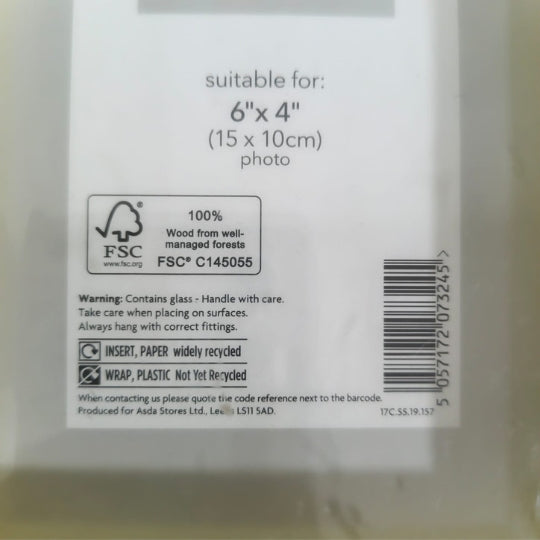 suitable for:
6"x 4"
(15 x 10cm)
photo
FSC
www.fsc.org
®
100%
Wood from well-
managed forests
FSC® C145055
Warning: Contains glass - Handle with care.
Take care when placing on surfaces.
Always hang with correct fittings.
INSERT, PAPER widely recycled
WRAP, PLASTIC Not Yet Recycled
When contacting us please quote the code reference next to the barcode.
Produced for Asda Stores Ltd., Leeds LS11 5AD.
17C.SS.19.157
5 057172 073245 >